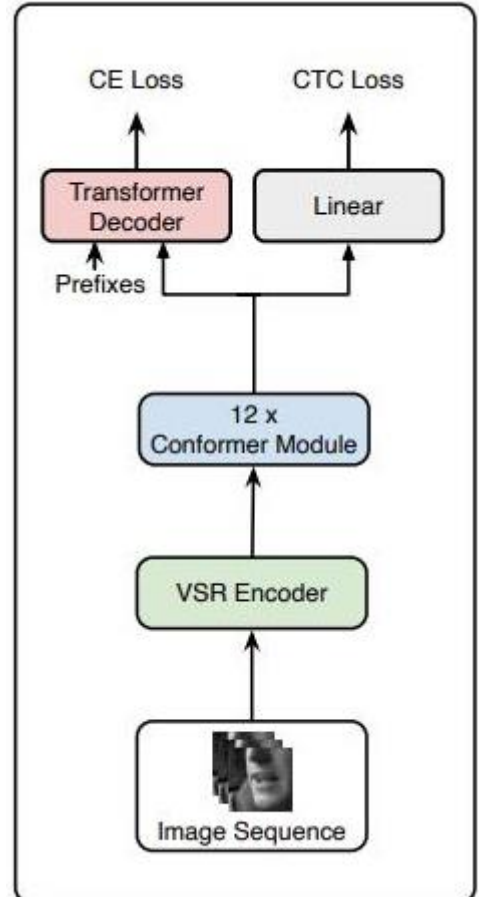 CE Loss
CTC Loss
Transformer
Decoder
Linear
Prefixes
12 x
Conformer Module
VSR Encoder
Image Sequence